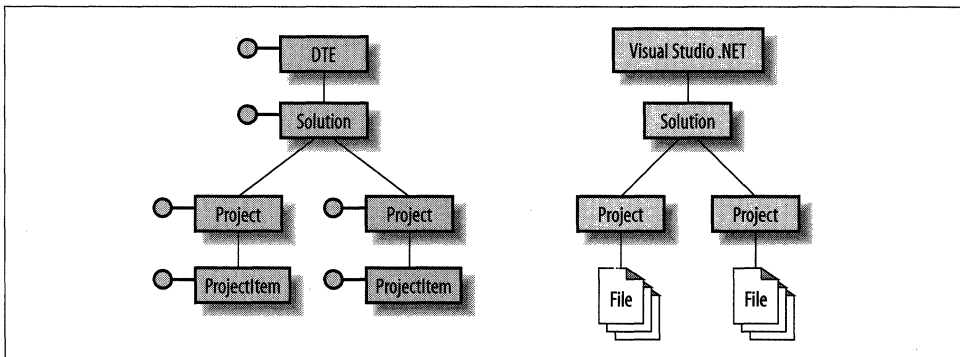 DTE
Solution
Project
Project
ProjectItem
ProjectItem
Visual Studio .NET
Solution
Project
Project
File
File